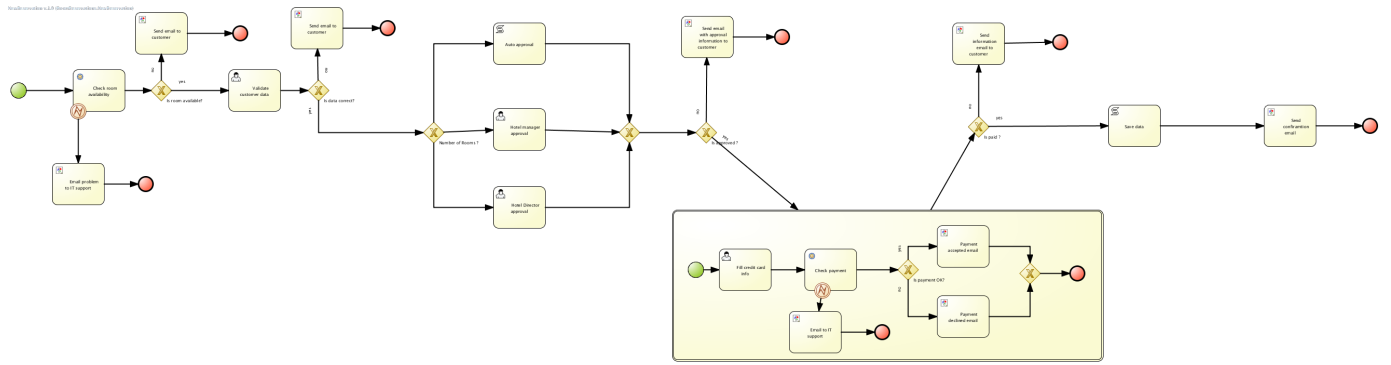 Send email to
customer
no
Check room
availability
yes
Is room available?
Email problem
to IT support
Validate
customer data
Send email to
customer
no
Is data correct?
yes
Number of Rooms ?
Auto approval
Hotel manager
approval
Hotel Director
approval
Send email
with approval
information to
customer
no
yes
Is approved ?
Fill credit card
info
Check payment
Email to IT
support
yes
Is payment OK?
no
Payment
accepted email
Payment
declined email
Send
information
email to
customer
no
yes
Is paid ?
Save data
Send
confiramtion
email